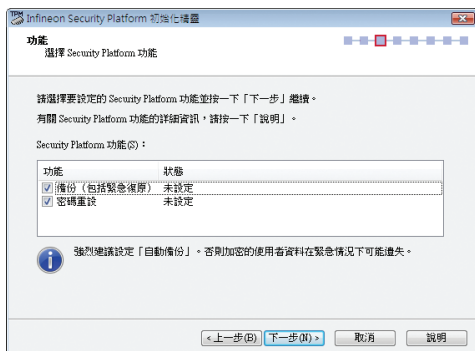 Infineon Security Platform 初始化精靈
功能
選擇 Security Platform 功能
請選擇要設定的 Security Platform 功能並按一下「下一步」繼續。
有關 Security Platform 功能的詳細資訊，請按一下「說明」。
Security Platform 功能(S)：
功能 狀態
備份（包括緊急復原） 未設定
密碼重設 未設定
強烈建議設定「自動備份」。否則加密的使用者資料在緊急情況下可能遺失。
<上一步(B) 下一步(N)> 取消 說明